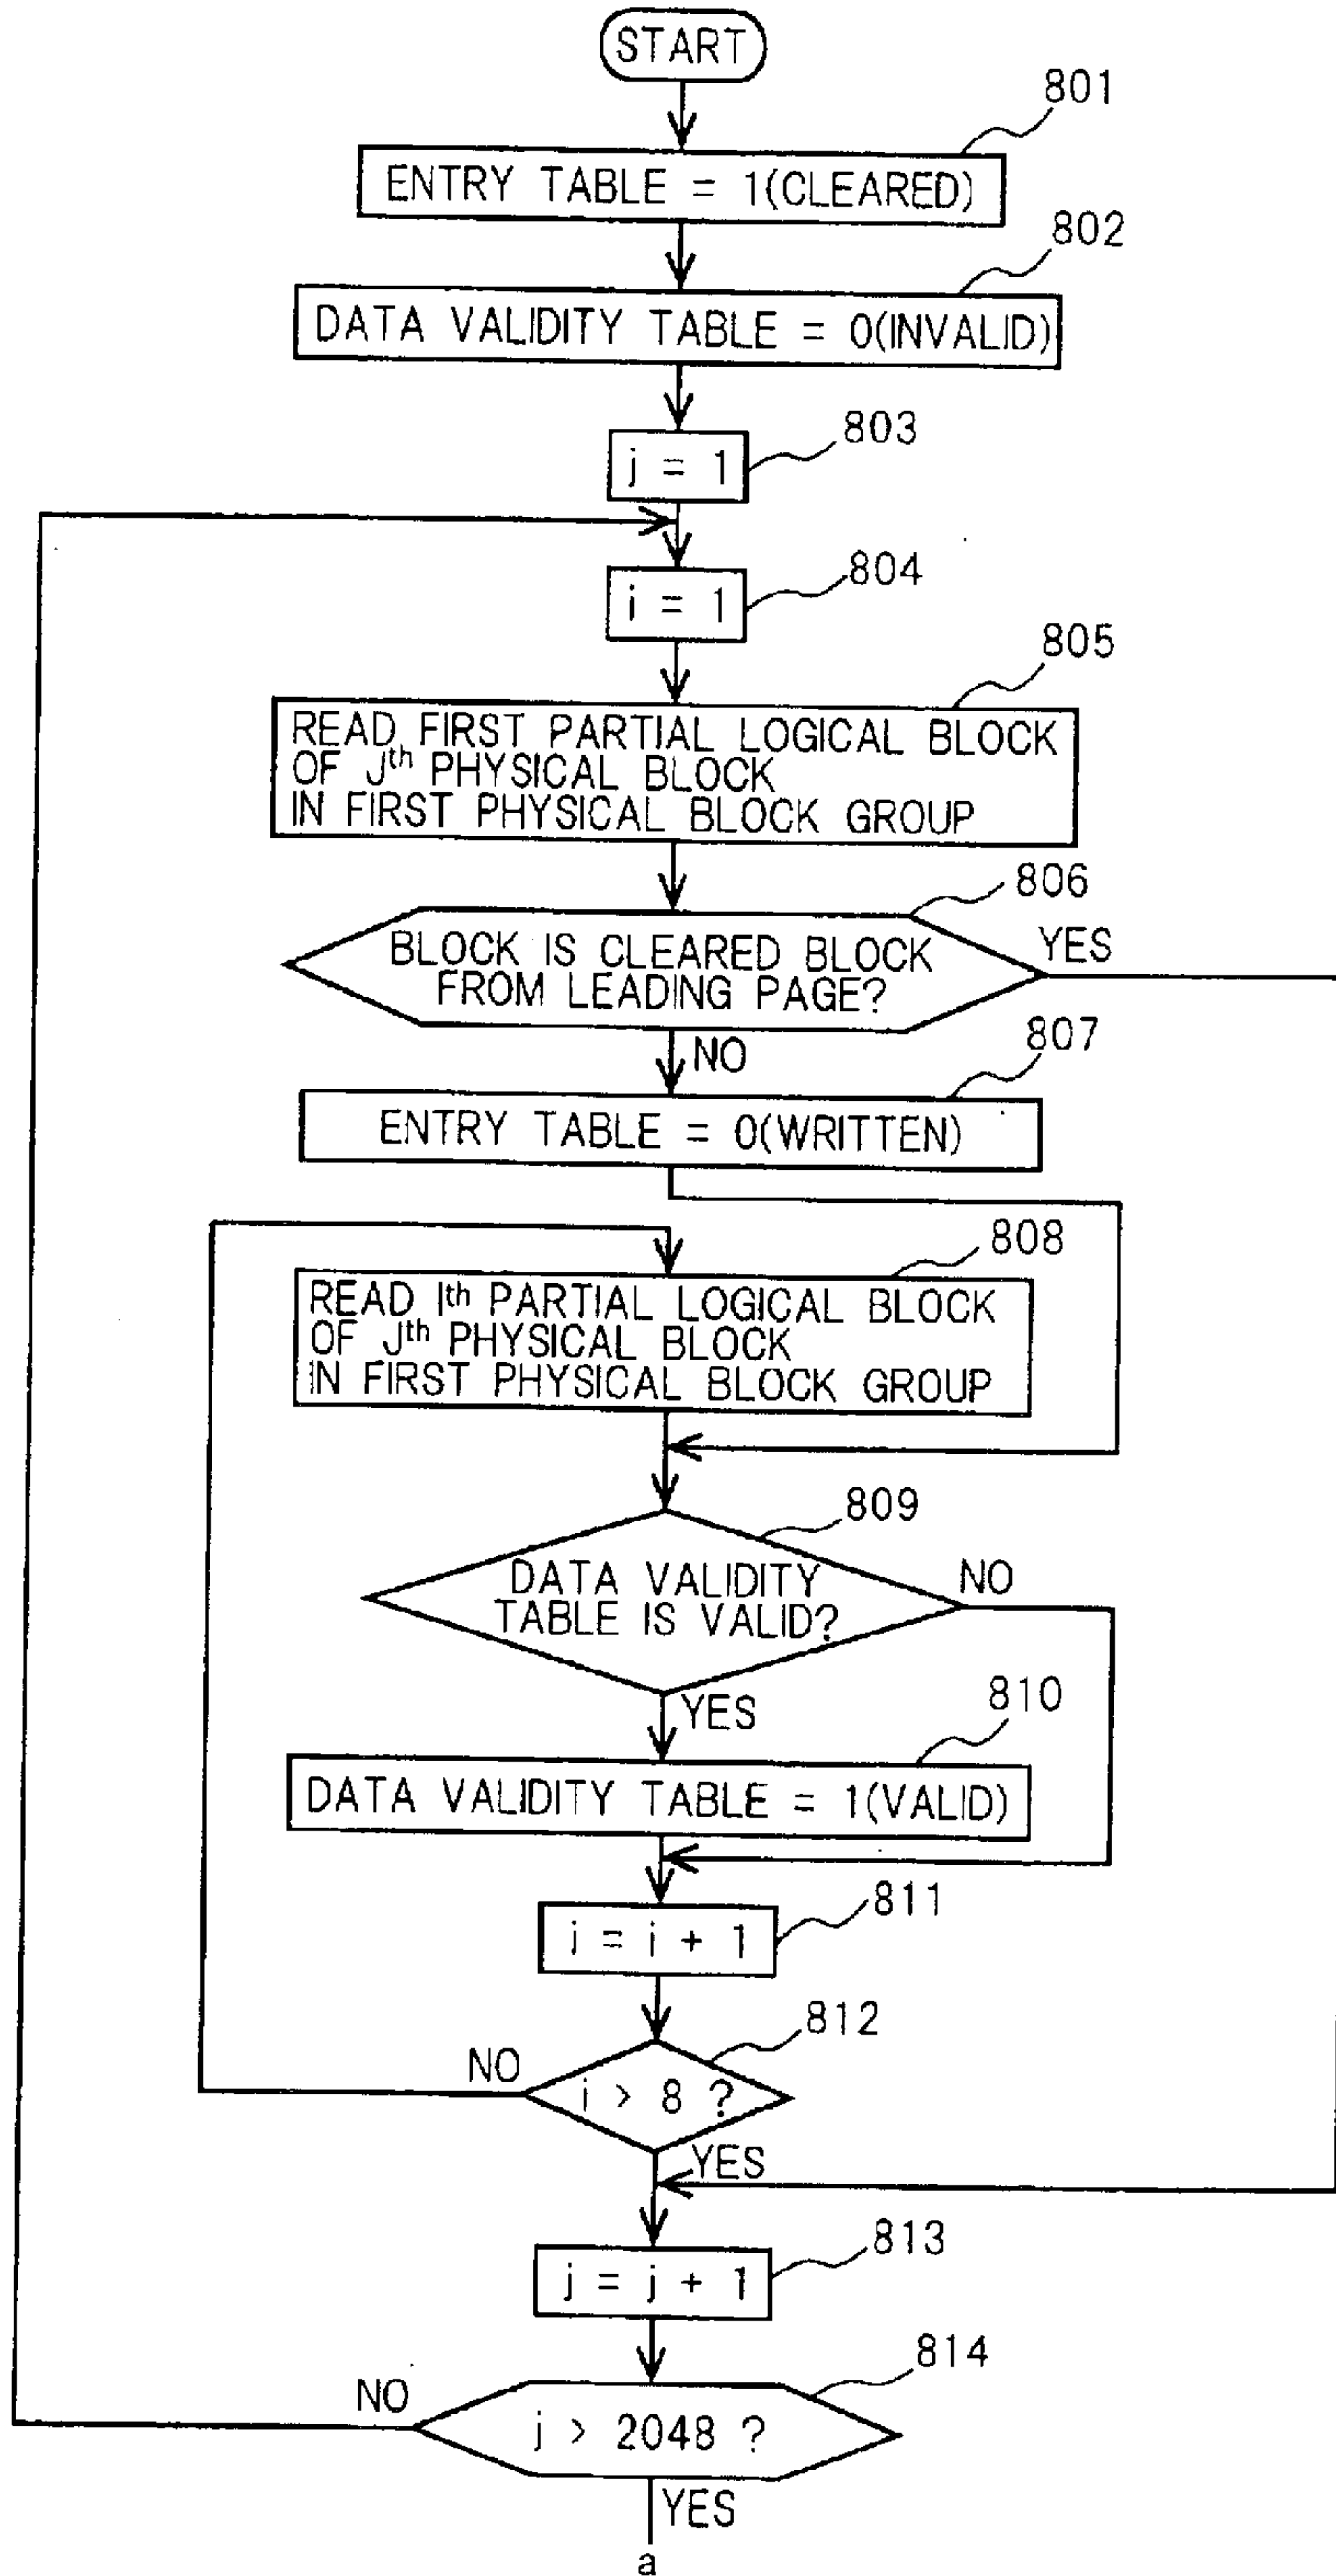 START
801
ENTRY TABLE = 1(CLEARED)
802
DATA VALIDITY TABLE = 0(INVALID)
803
j = 1
804
i = 1
805
READ FIRST PARTIAL LOGICAL BLOCK
OF Jth PHYSICAL BLOCK
IN FIRST PHYSICAL BLOCK GROUP
806
BLOCK IS CLEARED BLOCK
FROM LEADING PAGE?
YES
NO
807
ENTRY TABLE = 0(WRITTEN)
808
READ Ith PARTIAL LOGICAL BLOCK
OF Jth PHYSICAL BLOCK
IN FIRST PHYSICAL BLOCK GROUP
809
DATA VALIDITY
TABLE IS VALID?
NO
YES
810
DATA VALIDITY TABLE = 1(VALID)
811
i = i + 1
812
NO
i > 8 ?
YES
813
j = j + 1
814
NO
j > 2048 ?
YES
a